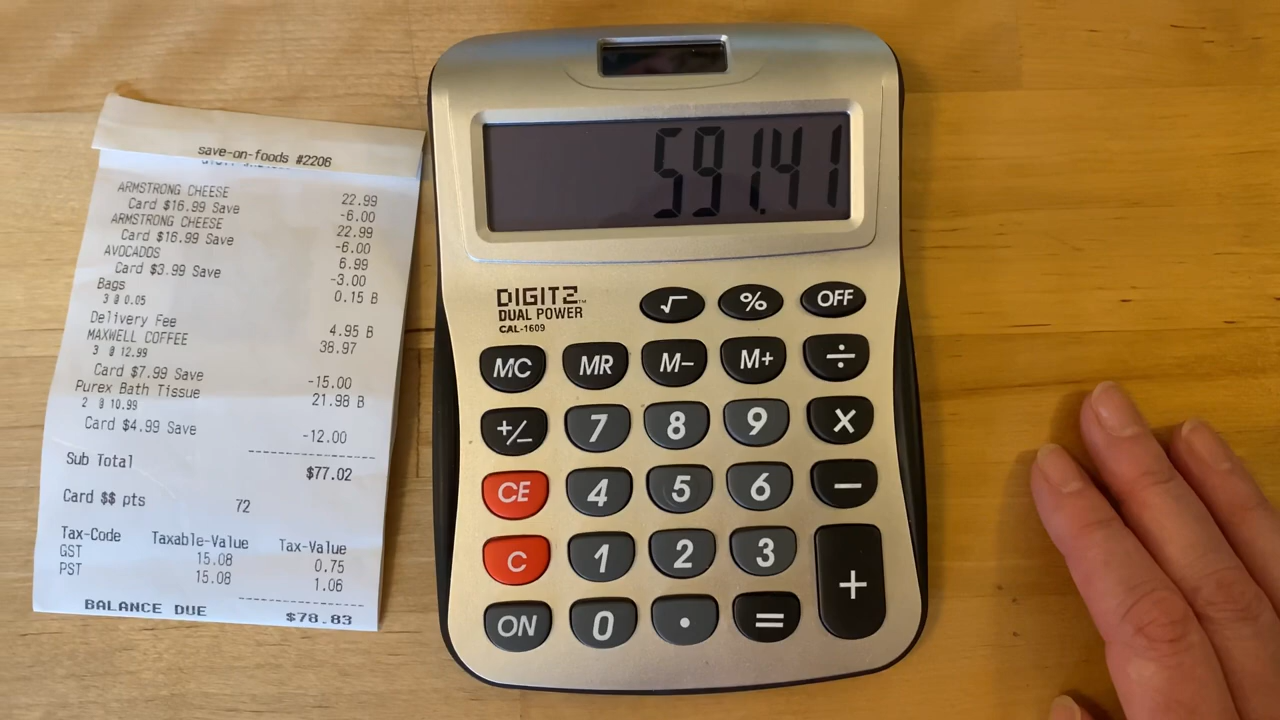 save-on-foods #2206
ARMSTRONG CHEESE 22.99
Card $16.99 Save -6.00
ARMSTRONG CHEESE 22.99
Card $16.99 Save -6.00
AVOCADOS 6.99
Card $3.99 Save -3.00
Bags 0.15 B
3 @ 0.05
Delivery Fee 4.95 B
MAXWELL COFFEE 38.97
3 @ 12.99
Card $7.99 Save -15.00
Purex Bath Tissue 21.98 B
2 @ 10.99
Card $4.99 Save -12.00
Sub Total $77.02
Card $$ pts 72
Tax-Code Taxable-Value Tax-Value
GST 15.08 0.75
PST 15.08 1.06
BALANCE DUE $78.83
591.41
DIGITZ™
DUAL POWER
CAL-1609
√ % OFF
MC MR M− M+ ÷
+/− 7 8 9 X
CE 4 5 6 −
C 1 2 3 +
ON 0 . =